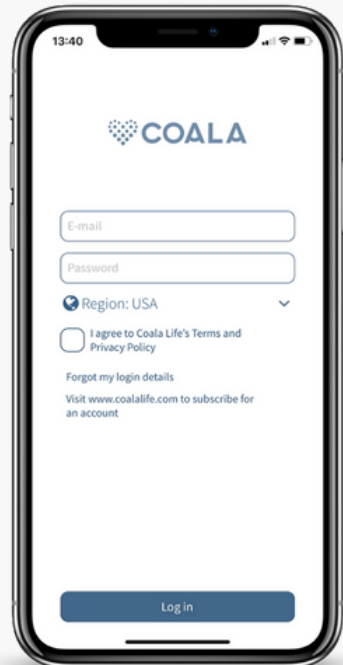 13:40
COALA
E-mail
Password
Region: USA
I agree to Coala Life's Terms and
Privacy Policy
Forgot my login details
Visit www.coalalife.com to subscribe for
an account
Log in